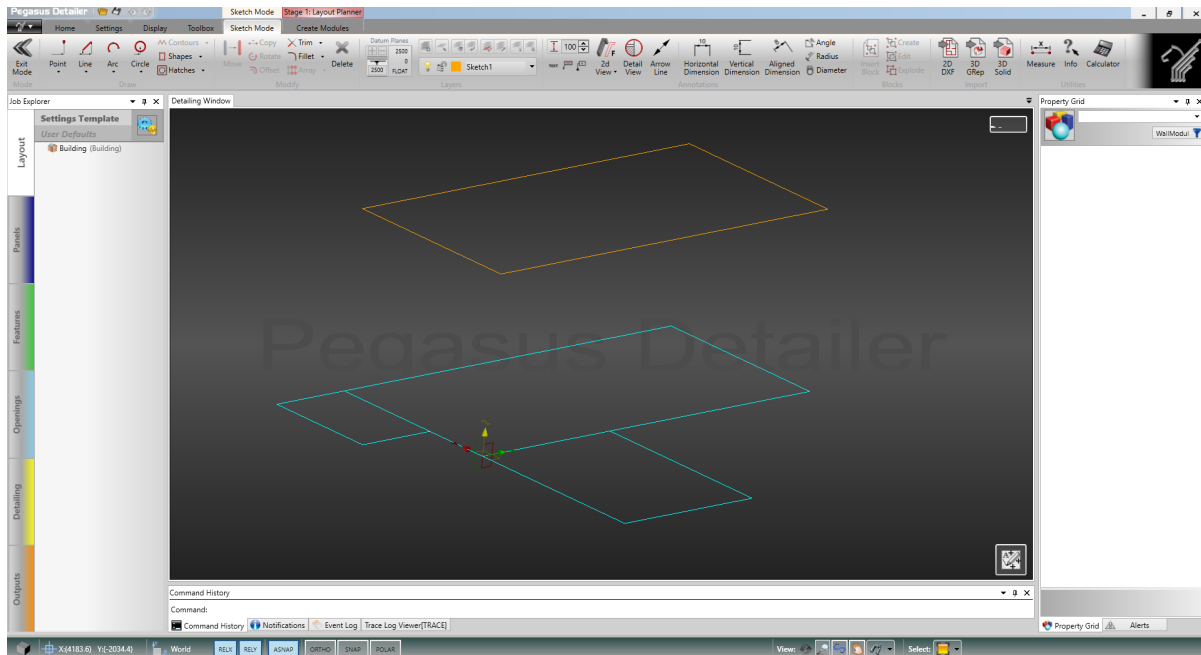 Pegasus Detailer
Sketch Mode
Stage 1: Layout Planner
Home
Settings
Display
Toolbox
Sketch Mode
Create Modules
Exit
Mode
Point
Line
Arc
Circle
Contours
Shapes
Hatches
Move
Copy
Rotate
Offset
Trim
Fillet
Array
Delete
Datum Planes
2500
0
2500
FLOAT
Sketch1
100
2d
View
Detail
View
Arrow
Line
10
Horizontal
Dimension
Vertical
Dimension
Aligned
Dimension
Angle
Radius
Diameter
Insert
Block
Create
Edit
Explode
2D
DXF
3D
GRep
3D
Solid
Measure
Info
Calculator
Mode
Draw
Modify
Layers
Annotations
Blocks
Import
Utilities
Job Explorer
Detailing Window
Property Grid
Settings Template
User Defaults
Building (Building)
WallModul
Layout
Panels
Features
Openings
Detailing
Outputs
Pegasus Detailer
Command History
Command:
Command History
Notifications
Event Log
Trace Log Viewer[TRACE]
Property Grid
Alerts
X:(4183.6) Y:(-2034.4)
World
RELX
RELY
ASNAP
ORTHO
SNAP
POLAR
View:
Select: